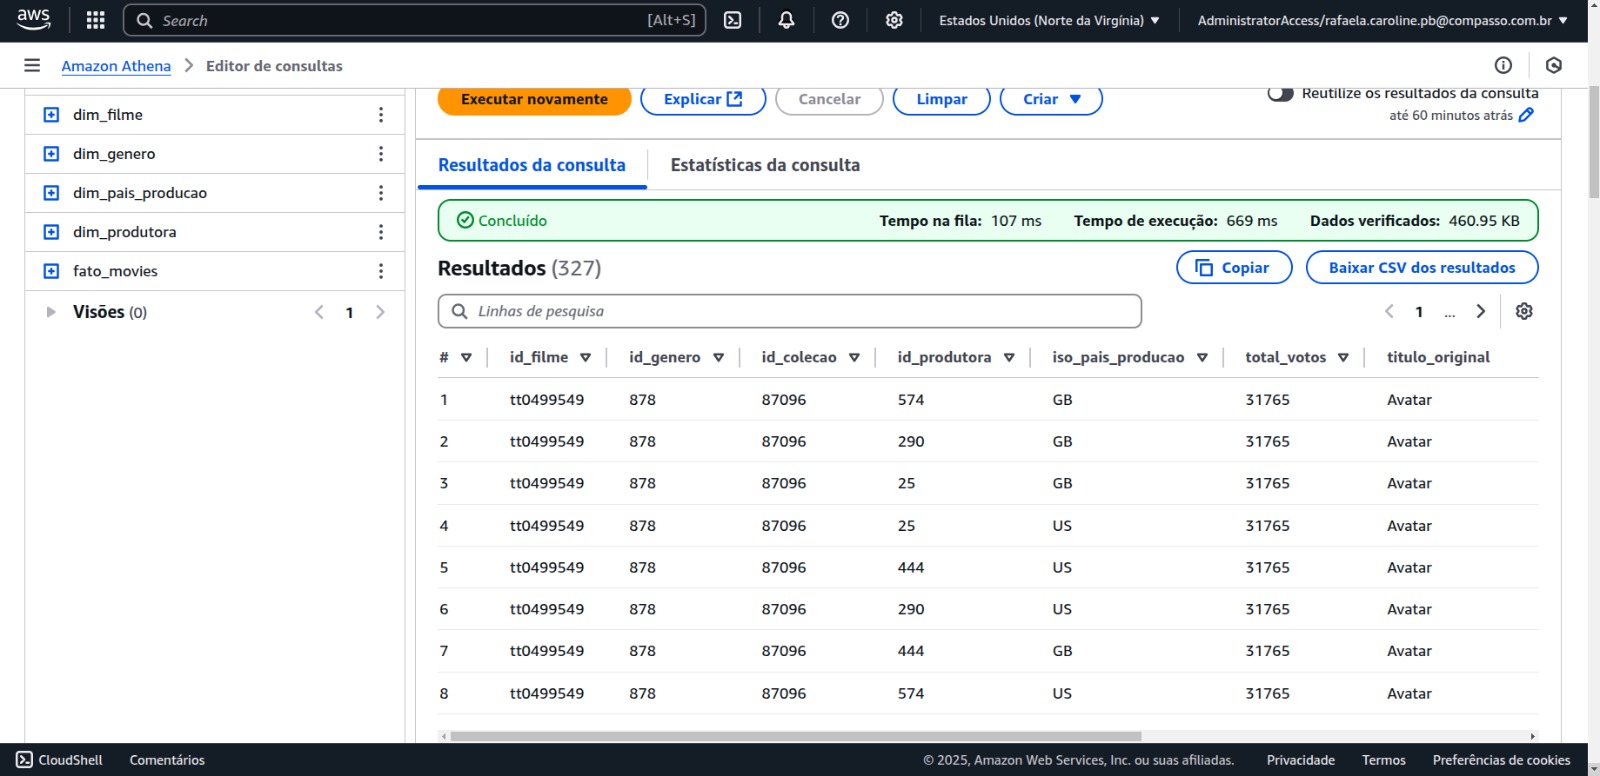 aws
Search [Alt+S]
Estados Unidos (Norte da Virgínia)
AdministratorAccess/rafaela.caroline.pb@compasso.com.br
Amazon Athena
Editor de consultas
dim_filme
dim_genero
dim_pais_producao
dim_produtora
fato_movies
Visões (0)
1
Executar novamente
Explicar
Cancelar
Limpar
Criar
Reutilize os resultados da consulta
até 60 minutos atrás
Resultados da consulta
Estatísticas da consulta
Concluído
Tempo na fila: 107 ms
Tempo de execução: 669 ms
Dados verificados: 460.95 KB
Resultados (327)
Copiar
Baixar CSV dos resultados
Linhas de pesquisa
1 ...
# id_filme id_genero id_colecao id_produtora iso_pais_producao total_votos titulo_original
1 tt0499549 878 87096 574 GB 31765 Avatar
2 tt0499549 878 87096 290 GB 31765 Avatar
3 tt0499549 878 87096 25 GB 31765 Avatar
4 tt0499549 878 87096 25 US 31765 Avatar
5 tt0499549 878 87096 444 US 31765 Avatar
6 tt0499549 878 87096 290 US 31765 Avatar
7 tt0499549 878 87096 444 GB 31765 Avatar
8 tt0499549 878 87096 574 US 31765 Avatar
CloudShell
Comentários
© 2025, Amazon Web Services, Inc. ou suas afiliadas.
Privacidade
Termos
Preferências de cookies